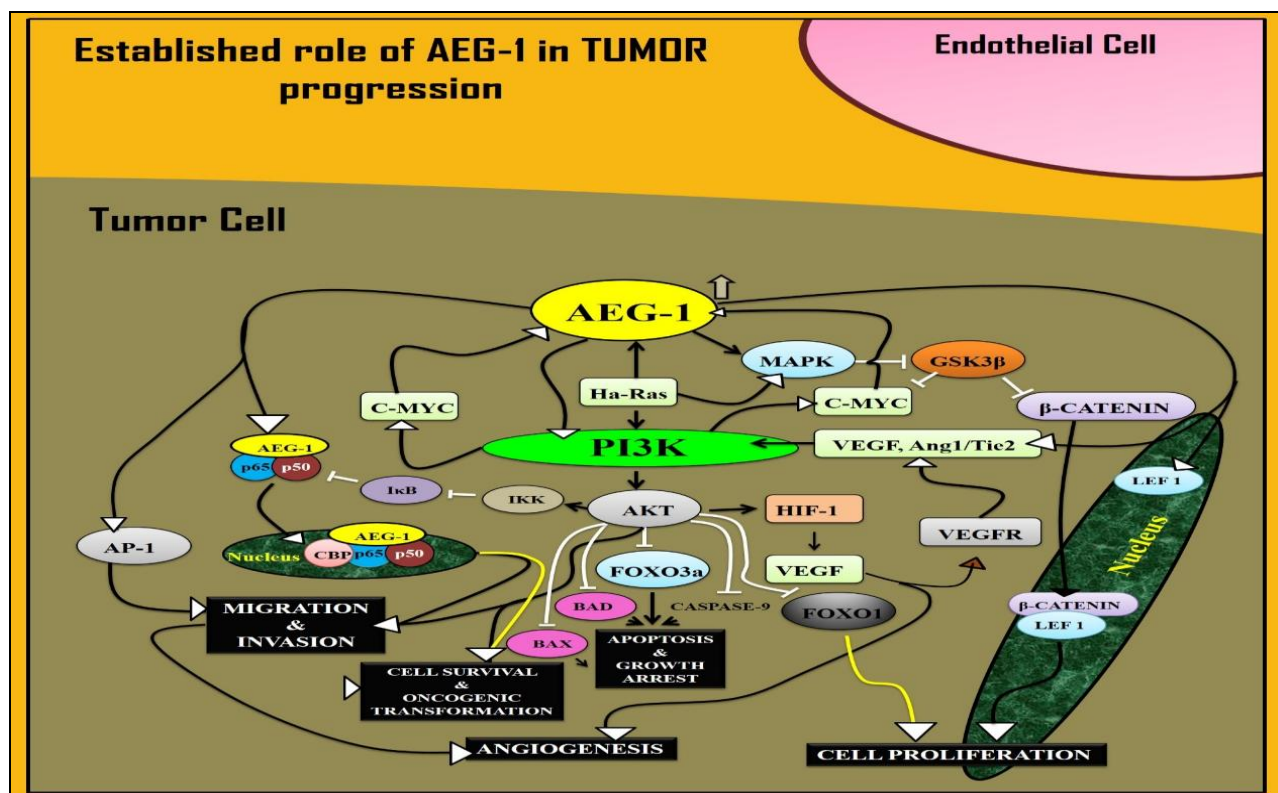 Established role of AEG-1 in TUMOR
progression
Endothelial Cell
Tumor Cell
AEG-1
MAPK
GSK3β
Ha-Ras
C-MYC
C-MYC
β-CATENIN
PI3K
VEGF, Ang1/Tie2
AEG-1
p65
p50
IκB
IKK
AKT
HIF-1
LEF 1
AP-1
AEG-1
Nucleus
CBP
p65
p50
FOXO3a
VEGF
VEGFR
Nucleus
BAD
CASPASE-9
FOXO1
β-CATENIN
LEF 1
MIGRATION
&
INVASION
BAX
APOPTOSIS
&
GROWTH
ARREST
CELL SURVIVAL
&
ONCOGENIC
TRANSFORMATION
ANGIOGENESIS
CELL PROLIFERATION